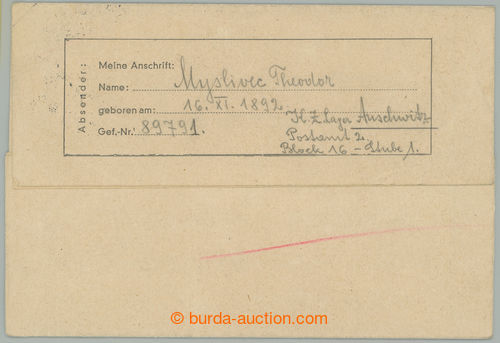 Absender:
Meine Anschrift:
Name: Myslivec Theodor
geboren am: 16. XI. 1892
K. Z. Lager Auschwitz
Gef.-Nr. 89791.
Postamt 2.
Block 16 - Stube 1.
© burda-auction.com